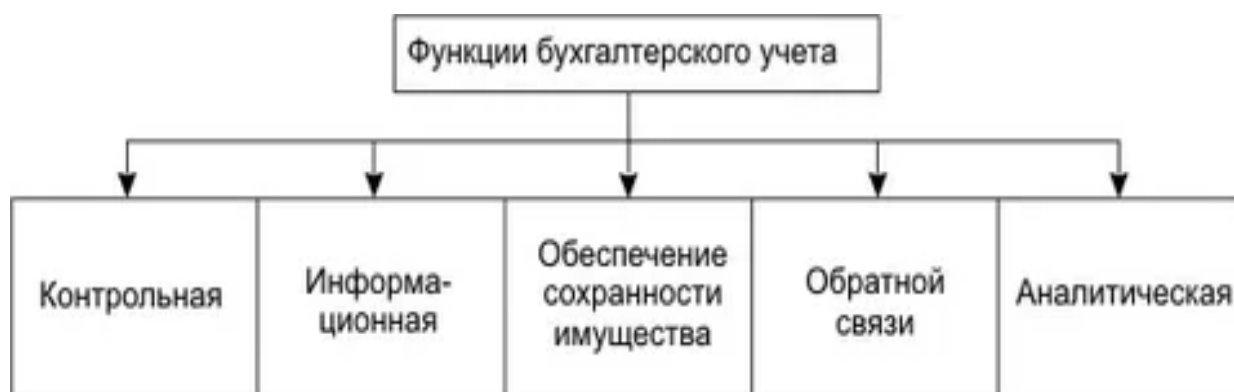 Функции бухгалтерского учета
Контрольная
Информа-
ционная
Обеспечение
сохранности
имущества
Обратной
связи
Аналитическая